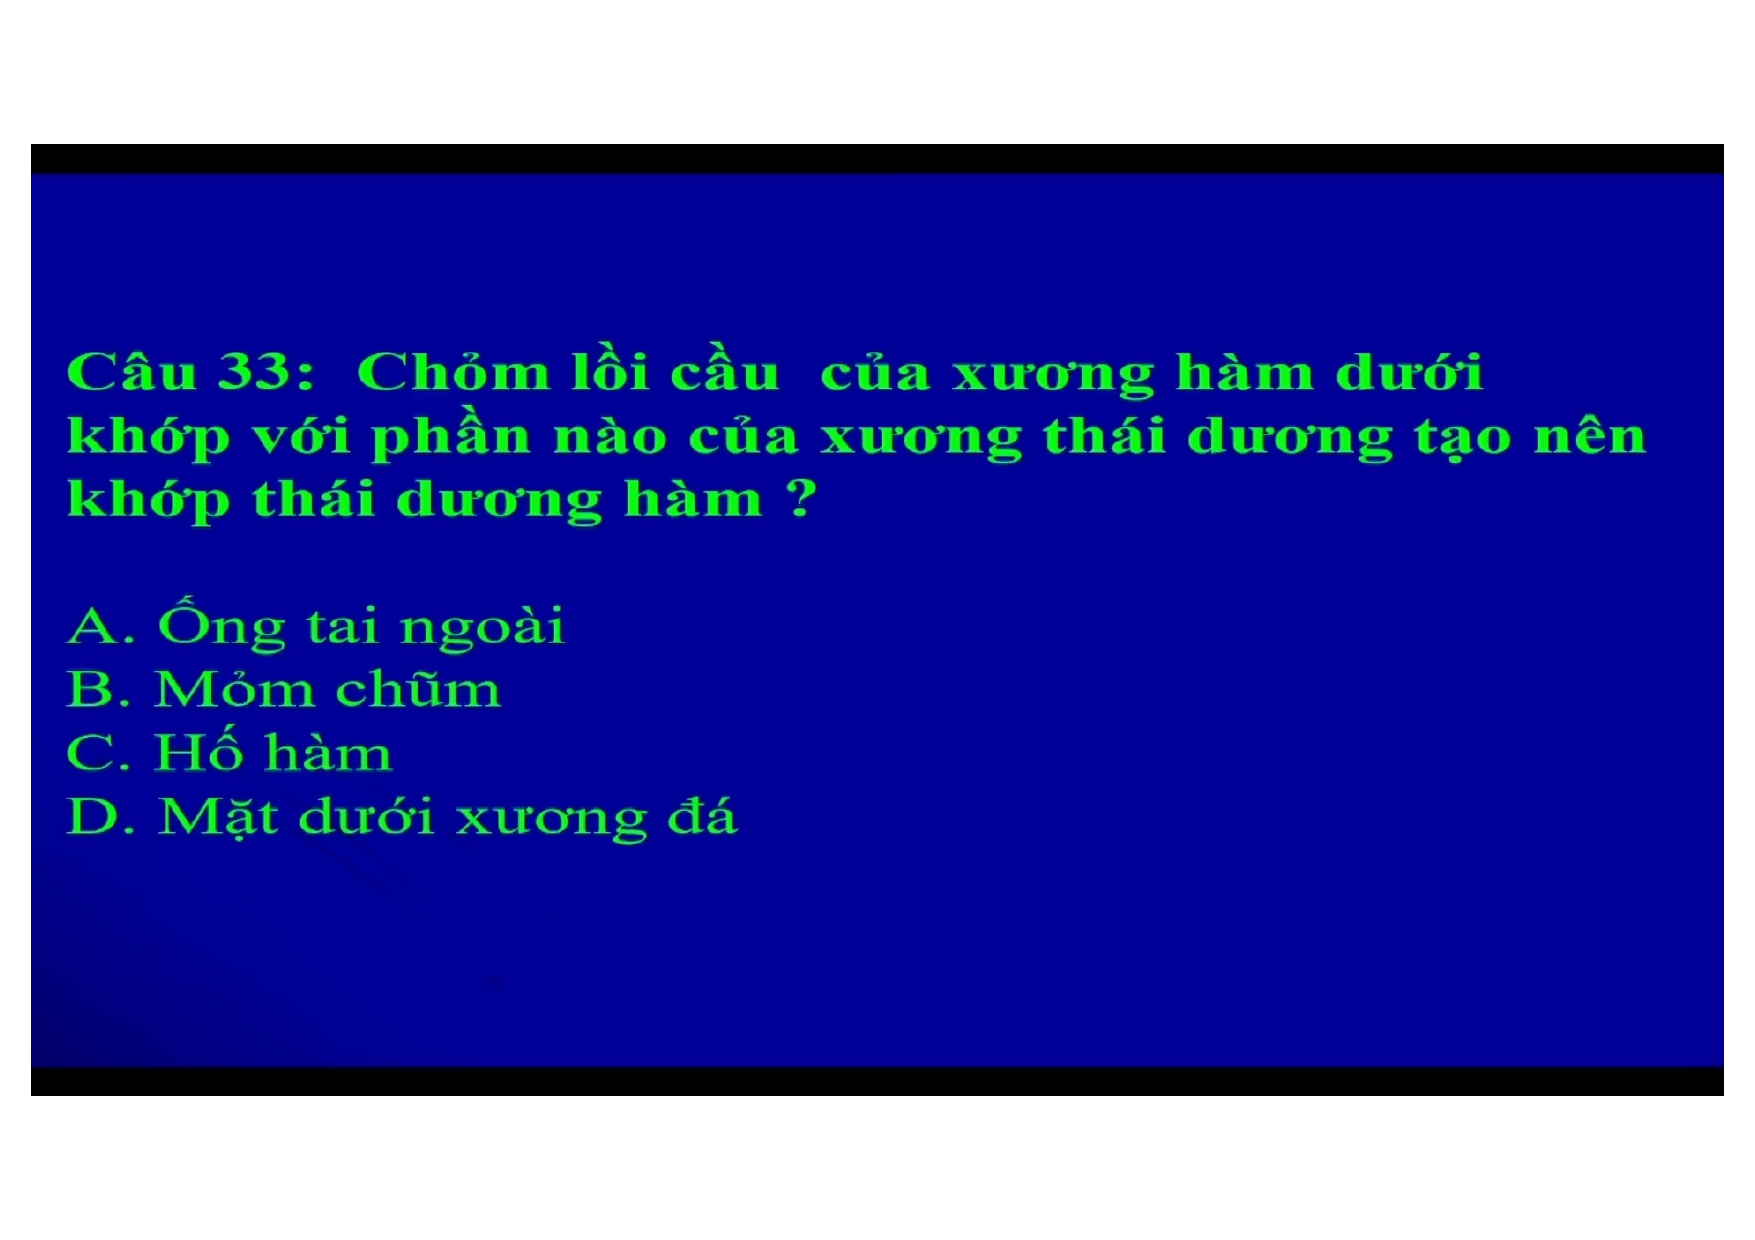 Câu 33: Chỏm lồi cầu của xương hàm dưới
khớp với phần nào của xương thái dương tạo nên
khớp thái dương hàm ?
A. Ống tai ngoài
B. Mỏm chũm
C. Hố hàm
D. Mặt dưới xương đá